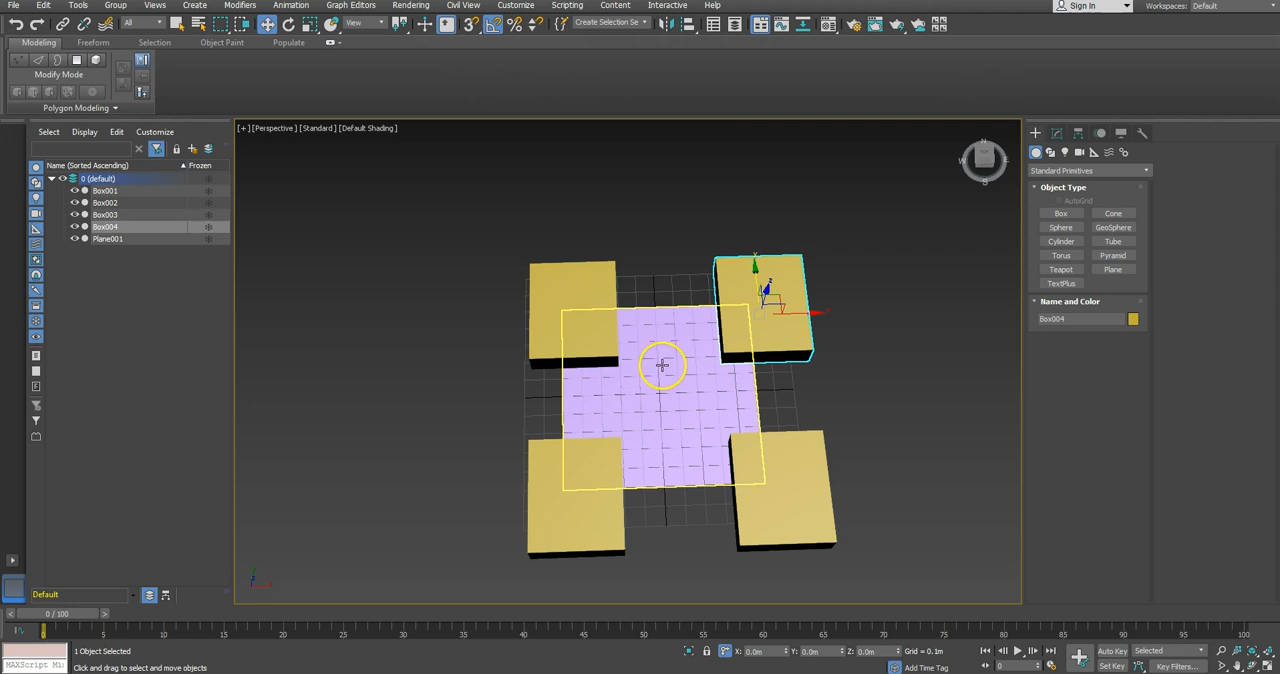 File Edit Tools Group Views Create Modifiers Animation Graph Editors Rendering Civil View Customize Scripting Content Interactive Sign In Workspaces: Default
All View Create Selection Se
Modeling Freeform Selection Object Paint Populate
Modify Mode
Polygon Modeling
Select Display Edit Customize
[+] [Perspective] [Standard] [Default Shading]
Name (Sorted Ascending) Frozen
0 (default)
Box001
Box002
Box003
Box004
Plane001
Standard Primitives
Object Type
AutoGrid
Box Cone
Sphere GeoSphere
Cylinder Tube
Torus Pyramid
Teapot Plane
TextPlus
Name and Color
Box004
Default
0 / 100
0 5 10 15 20 25 30 35 40 45 50 55 60 65 70 75 80 85 90 95 100
1 Object Selected
X: 0.0m Y: 0.0m Z: 0.0m Grid = 0.1m
Auto Key Selected
MAXScript Mi
Click and drag to select and move objects
Add Time Tag
0
Set Key Key Filters...